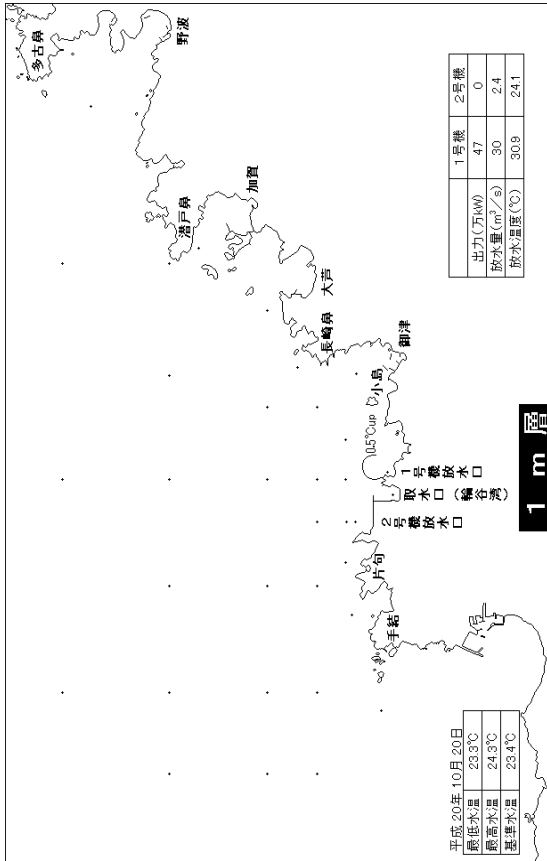 多古鼻
野波
潜戸鼻
加賀
大芦
長崎鼻
御津
小島
0.5℃up
1号機放水口
取水口(輪谷湾)
2号機放水口
片句
手結
1号機 2号機
出力(万kW) 47 0
放水量(m³/s) 30 2.4
放水温度(℃) 30.9 24.1
1m層
平成20年10月20日
最低水温 23.3℃
最高水温 24.3℃
基準水温 23.4℃